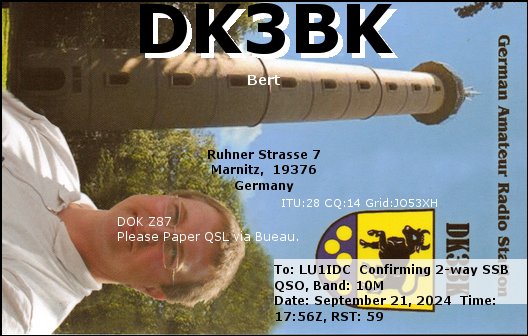 DK3BK
Bert
Ruhner Strasse 7
Marnitz, 19376
Germany
ITU:28 CQ:14 Grid:JO53XH
DOK Z87
Please Paper QSL via Bueau.
German Amateur Radio Station
DK3BK
To: LU1IDC Confirming 2-way SSB
QSO, Band: 10M
Date: September 21, 2024 Time:
17:56Z, RST: 59